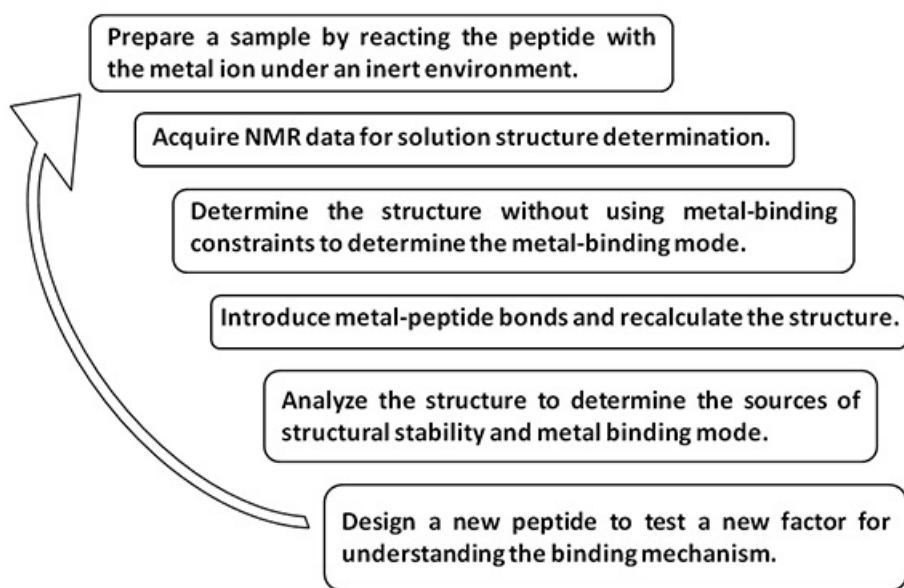 Prepare a sample by reacting the peptide with
the metal ion under an inert environment.
Acquire NMR data for solution structure determination.
Determine the structure without using metal-binding
constraints to determine the metal-binding mode.
Introduce metal-peptide bonds and recalculate the structure.
Analyze the structure to determine the sources of
structural stability and metal binding mode.
Design a new peptide to test a new factor for
understanding the binding mechanism.